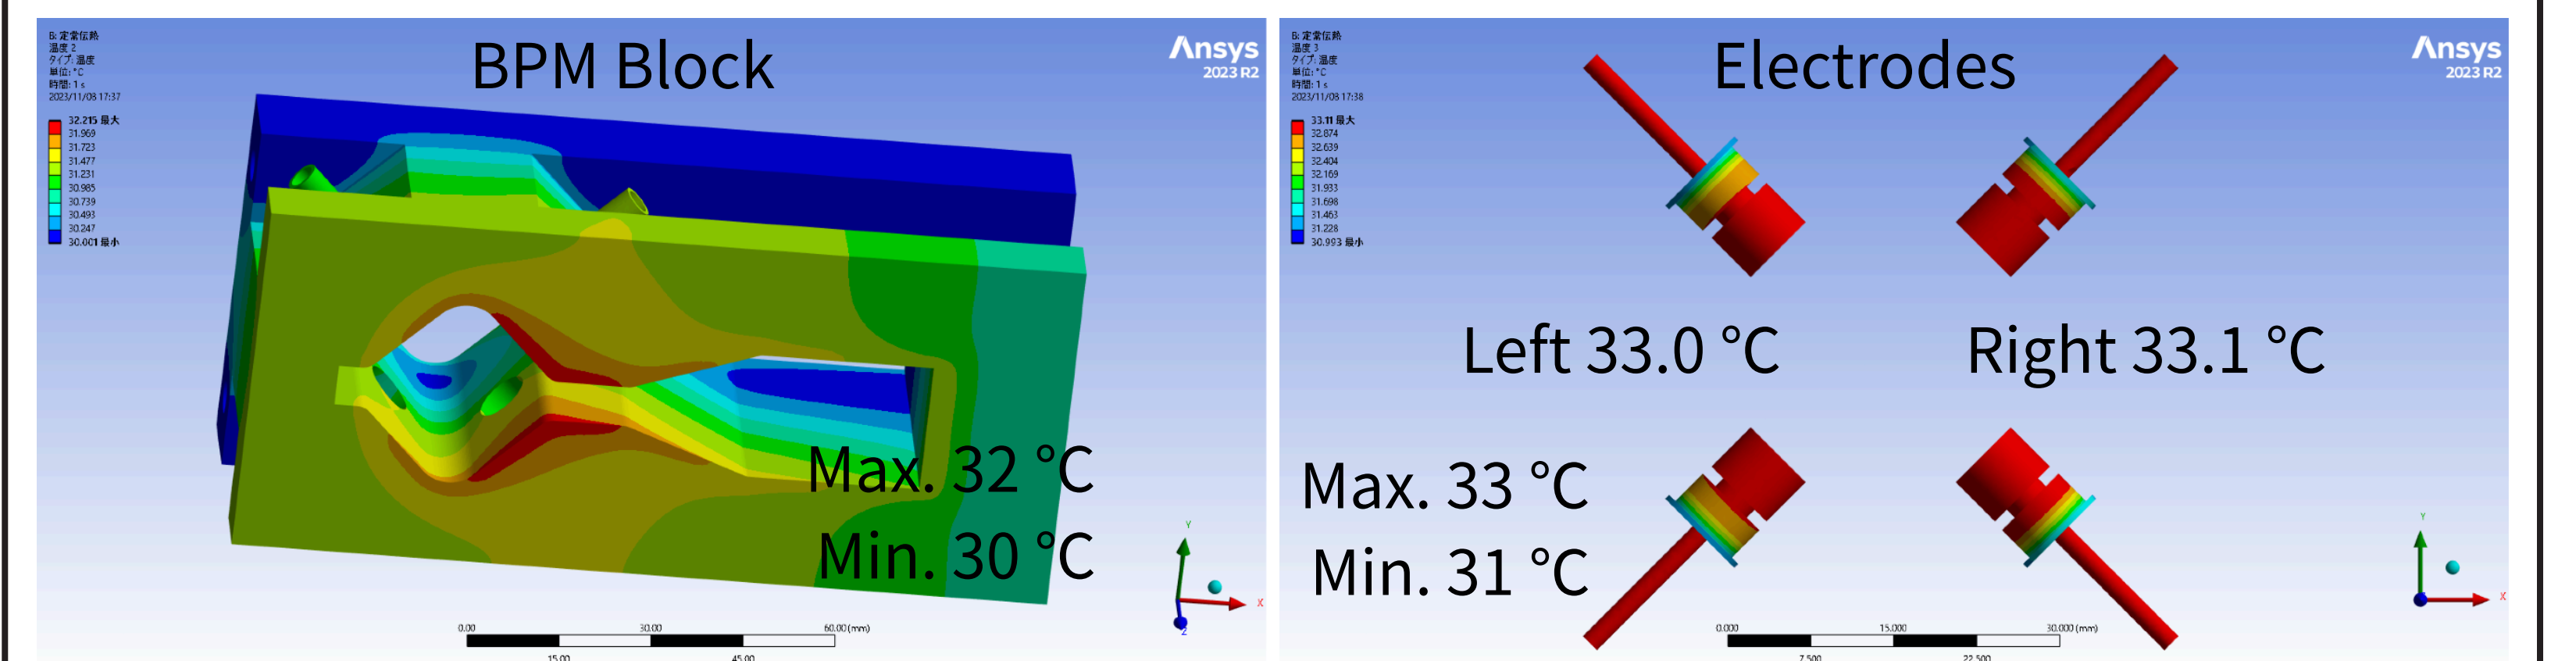 B: 定常伝熱
温度 2
タイプ: 温度
単位: °C
時間: 1 s
2023/11/08 17:37
BPM Block
Ansys
2023 R2
32.215 最大
31.969
31.723
31.477
31.231
30.985
30.739
30.493
30.247
30.001 最小
Max. 32 °C
Min. 30 °C
Y
X
Z
0.00
30.00
60.00 (mm)
15.00
45.00
B: 定常伝熱
温度 3
タイプ: 温度
単位: °C
時間: 1 s
2023/11/08 17:38
Electrodes
Ansys
2023 R2
33.11 最大
32.874
32.639
32.404
32.169
31.933
31.698
31.463
31.228
30.993 最小
Left 33.0 °C
Right 33.1 °C
Max. 33 °C
Min. 31 °C
Y
X
0.000
15.000
30.000 (mm)
7.500
22.500